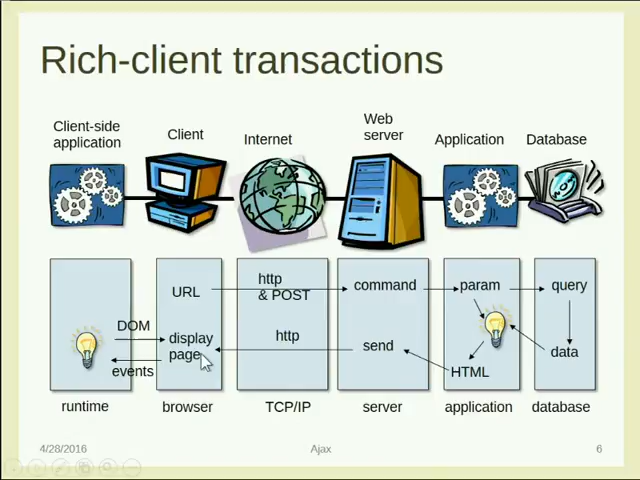 Rich-client transactions
Client-side
application
Client
Internet
Web
server
Application
Database
URL
http
& POST
command
param
query
DOM
display
page
http
send
data
events
HTML
runtime
browser
TCP/IP
server
application
database
4/28/2016
Ajax
6